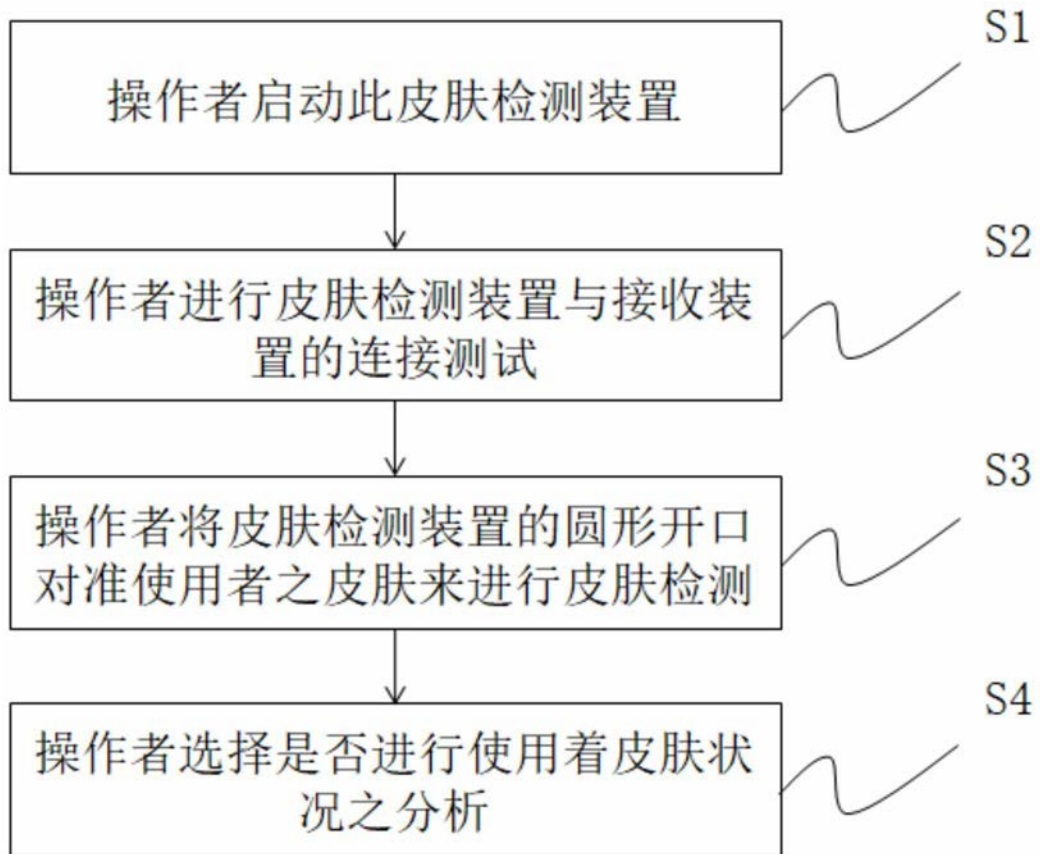 S1
操作者启动此皮肤检测装置
S2
操作者进行皮肤检测装置与接收装
置的连接测试
S3
操作者将皮肤检测装置的圆形开口
对准使用者之皮肤来进行皮肤检测
S4
操作者选择是否进行使用着皮肤状
况之分析